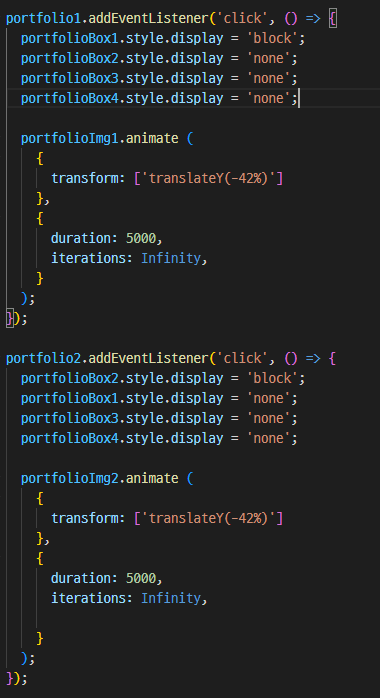 portfolio1.addEventListener('click', () => {
portfolioBox1.style.display = 'block';
portfolioBox2.style.display = 'none';
portfolioBox3.style.display = 'none';
portfolioBox4.style.display = 'none';
portfolioImg1.animate (
{
transform: ['translateY(-42%)']
},
{
duration: 5000,
iterations: Infinity,
}
);
});
portfolio2.addEventListener('click', () => {
portfolioBox2.style.display = 'block';
portfolioBox1.style.display = 'none';
portfolioBox3.style.display = 'none';
portfolioBox4.style.display = 'none';
portfolioImg2.animate (
{
transform: ['translateY(-42%)']
},
{
duration: 5000,
iterations: Infinity,
}
);
});